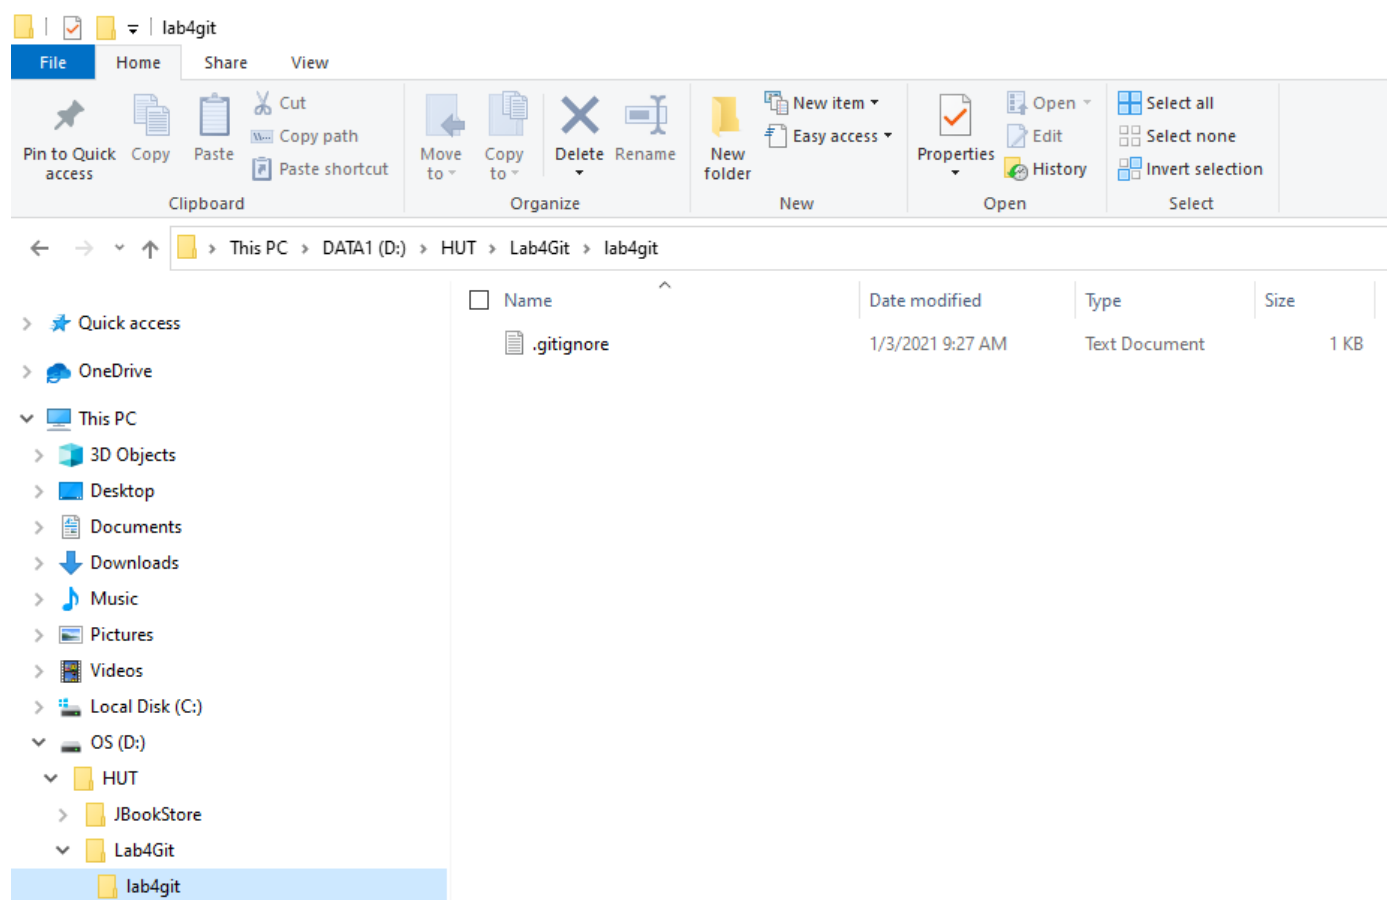 lab4git
File Home Share View
Pin to Quick access
Copy
Paste
Cut
Copy path
Paste shortcut
Clipboard
Move to
Copy to
Delete
Rename
Organize
New folder
New item
Easy access
New
Properties
Open
Edit
History
Open
Select all
Select none
Invert selection
Select
This PC > DATA1 (D:) > HUT > Lab4Git > lab4git
Name Date modified Type Size
.gitignore 1/3/2021 9:27 AM Text Document 1 KB
Quick access
OneDrive
This PC
3D Objects
Desktop
Documents
Downloads
Music
Pictures
Videos
Local Disk (C:)
OS (D:)
HUT
JBookStore
Lab4Git
lab4git